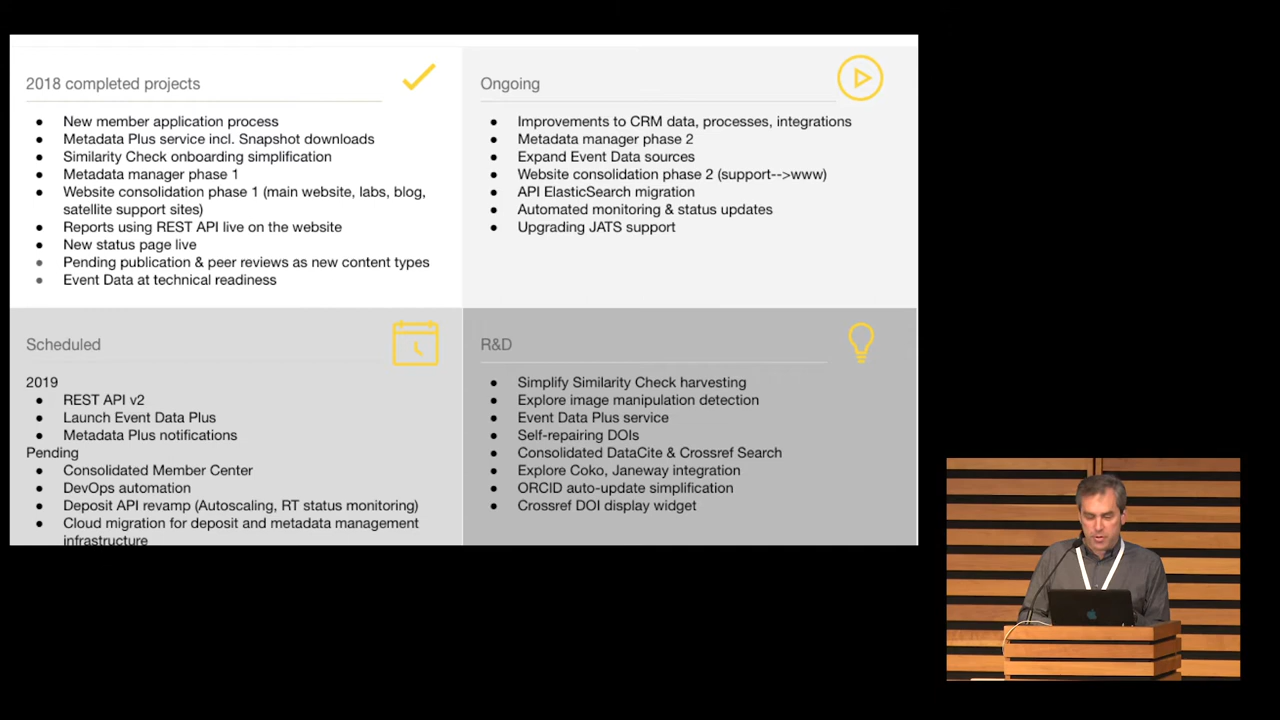 2018 completed projects
● New member application process
● Metadata Plus service incl. Snapshot downloads
● Similarity Check onboarding simplification
● Metadata manager phase 1
● Website consolidation phase 1 (main website, labs, blog,
satellite support sites)
● Reports using REST API live on the website
● New status page live
● Pending publication & peer reviews as new content types
● Event Data at technical readiness
Ongoing
● Improvements to CRM data, processes, integrations
● Metadata manager phase 2
● Expand Event Data sources
● Website consolidation phase 2 (support-->www)
● API ElasticSearch migration
● Automated monitoring & status updates
● Upgrading JATS support
Scheduled
2019
● REST API v2
● Launch Event Data Plus
● Metadata Plus notifications
Pending
● Consolidated Member Center
● DevOps automation
● Deposit API revamp (Autoscaling, RT status monitoring)
● Cloud migration for deposit and metadata management
infrastructure
R&D
● Simplify Similarity Check harvesting
● Explore image manipulation detection
● Event Data Plus service
● Self-repairing DOIs
● Consolidated DataCite & Crossref Search
● Explore Coko, Janeway integration
● ORCID auto-update simplification
● Crossref DOI display widget